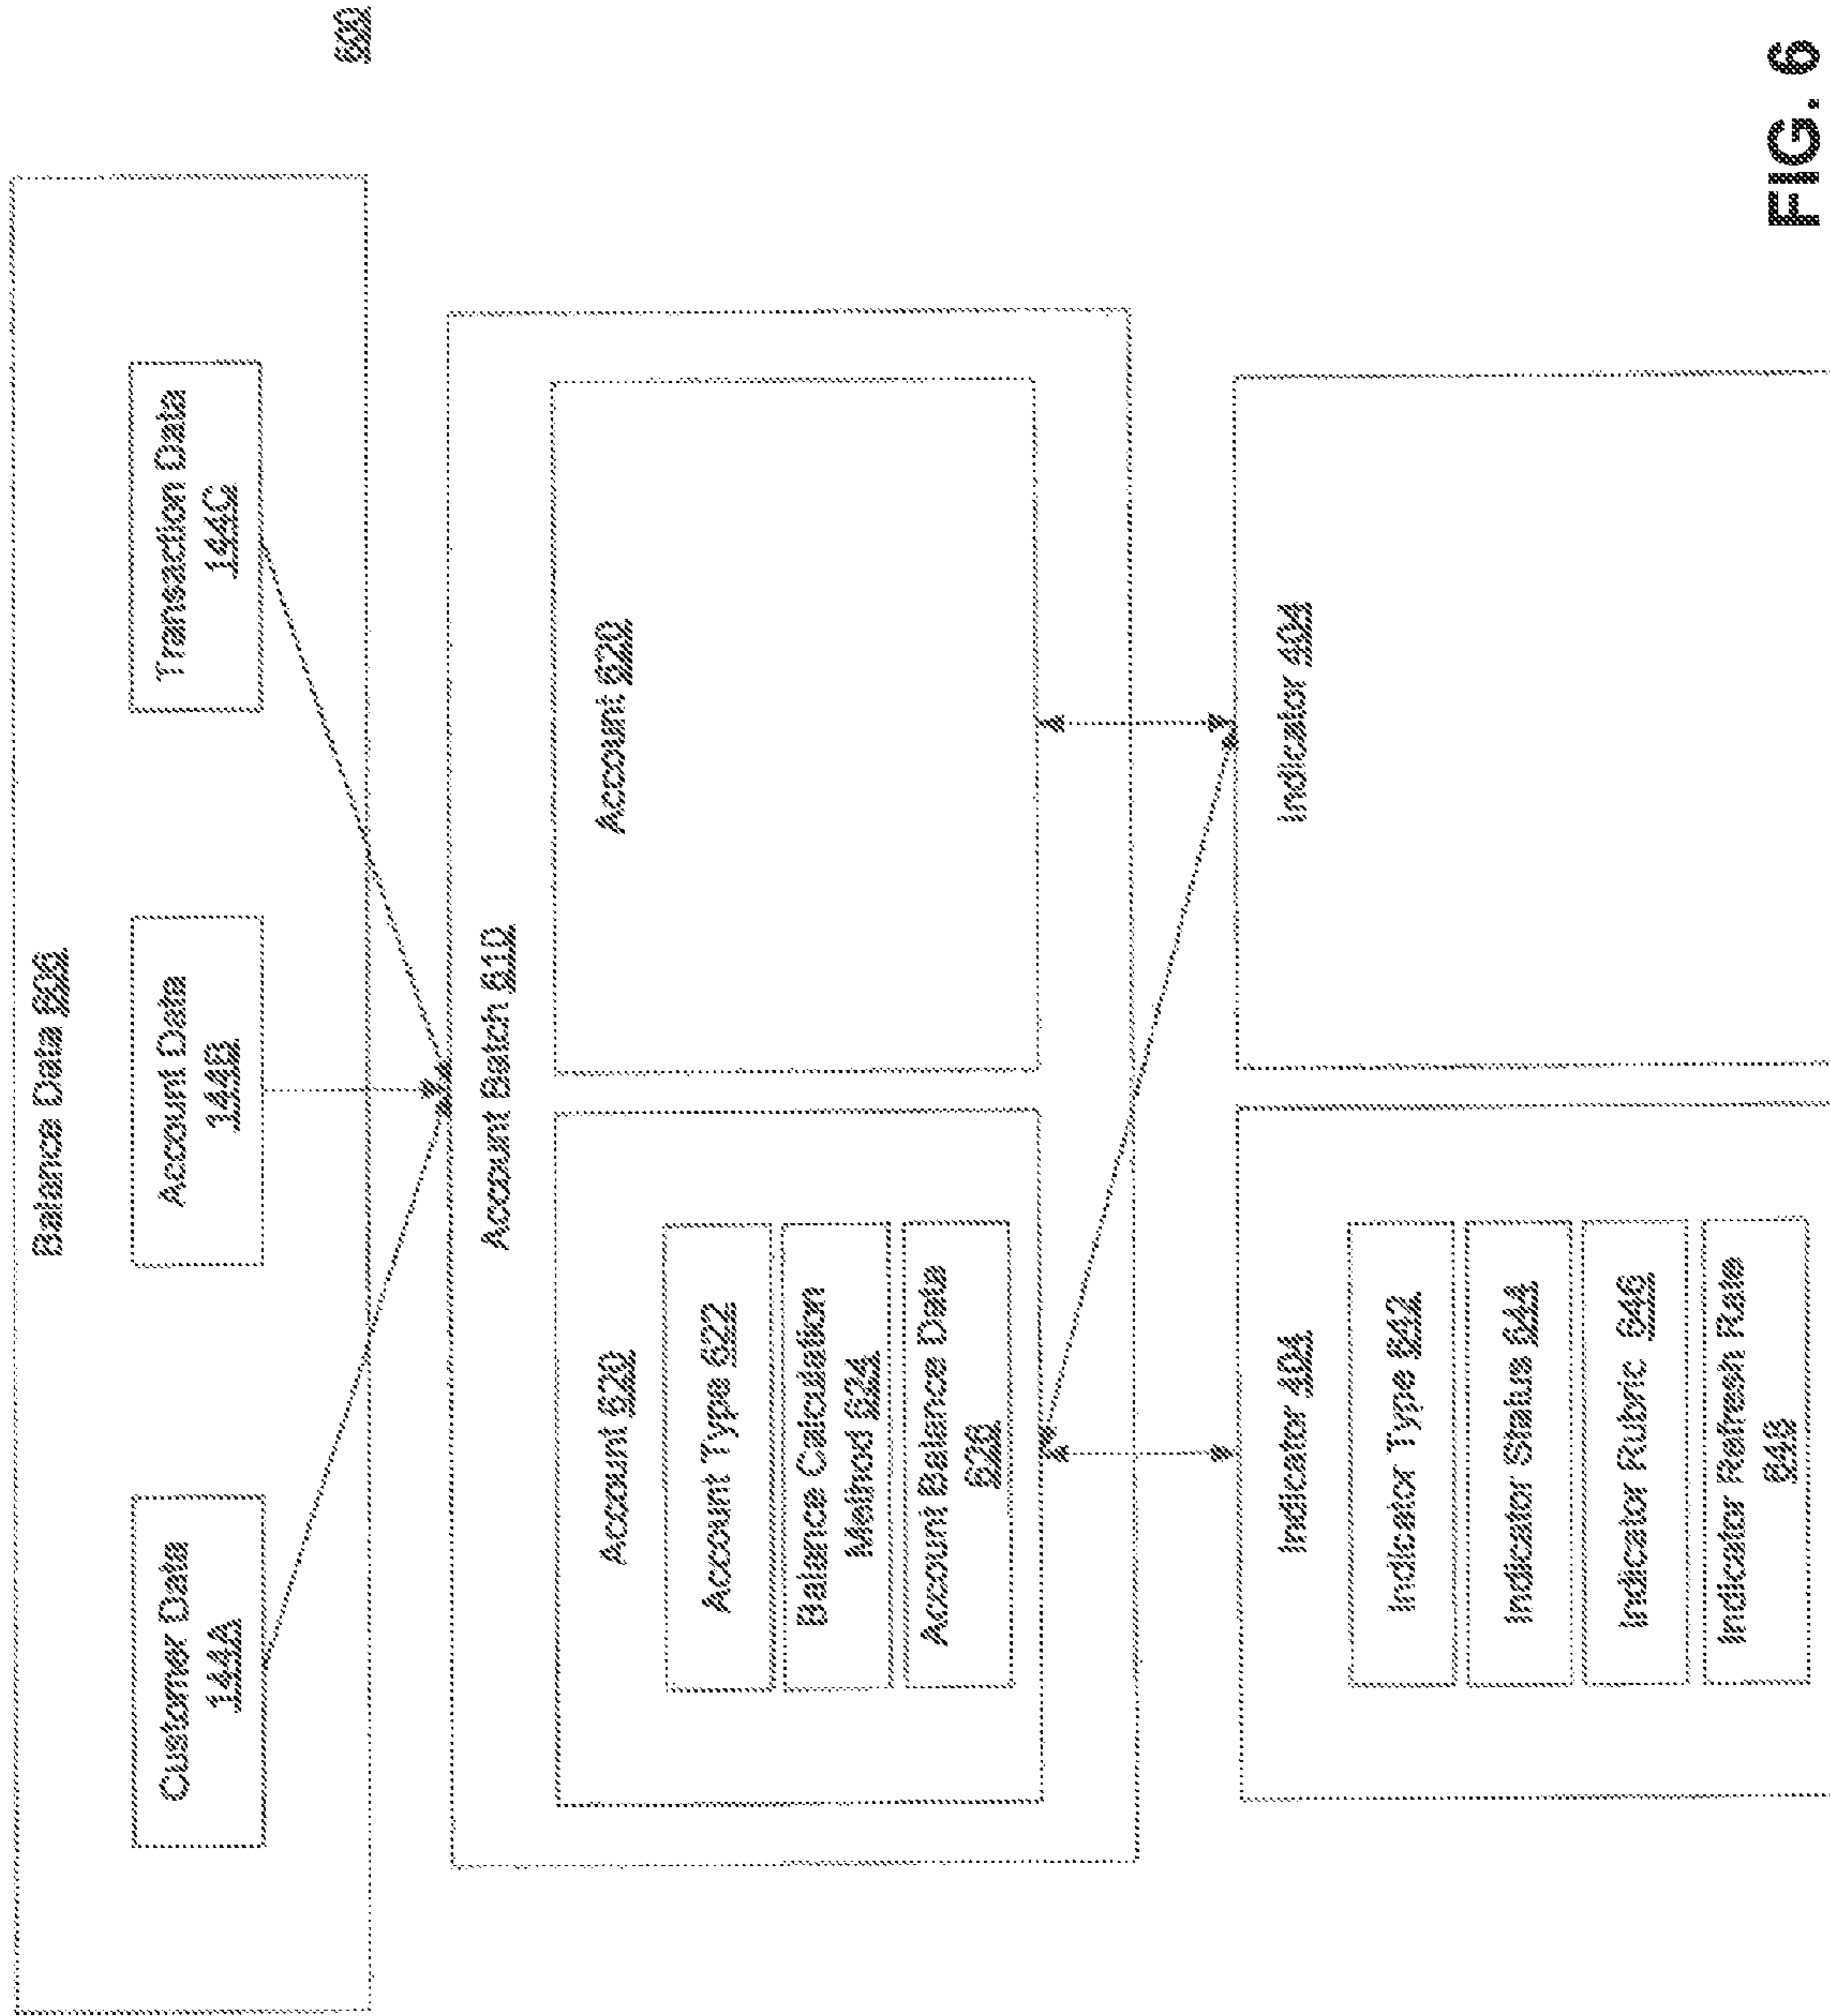 600
Balance Data 606
Customer Data
144A
Account Data
144B
Transaction Data
144C
Account Batch 610
Account 620
Account Type 622
Balance Calculation
Method 624
Account Balance Data
626
Account 620
Indicator 404
Indicator Type 642
Indicator Status 644
Indicator Rubric 646
Indicator Refresh Rate
648
Indicator 404
FIG. 6